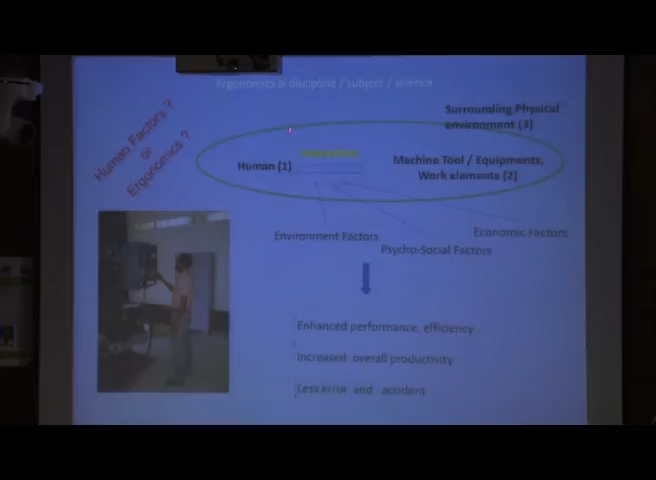 Ergonomics is discipline / subject / science
Human Factors ?
or
Ergonomics ?
Surrounding Physical
environment (3)
Human (1)
Machine Tool / Equipments,
Work elements (2)
Environment Factors
Psycho-Social Factors
Economic Factors
Enhanced performance, efficiency
Increased overall productivity
Less error and accident